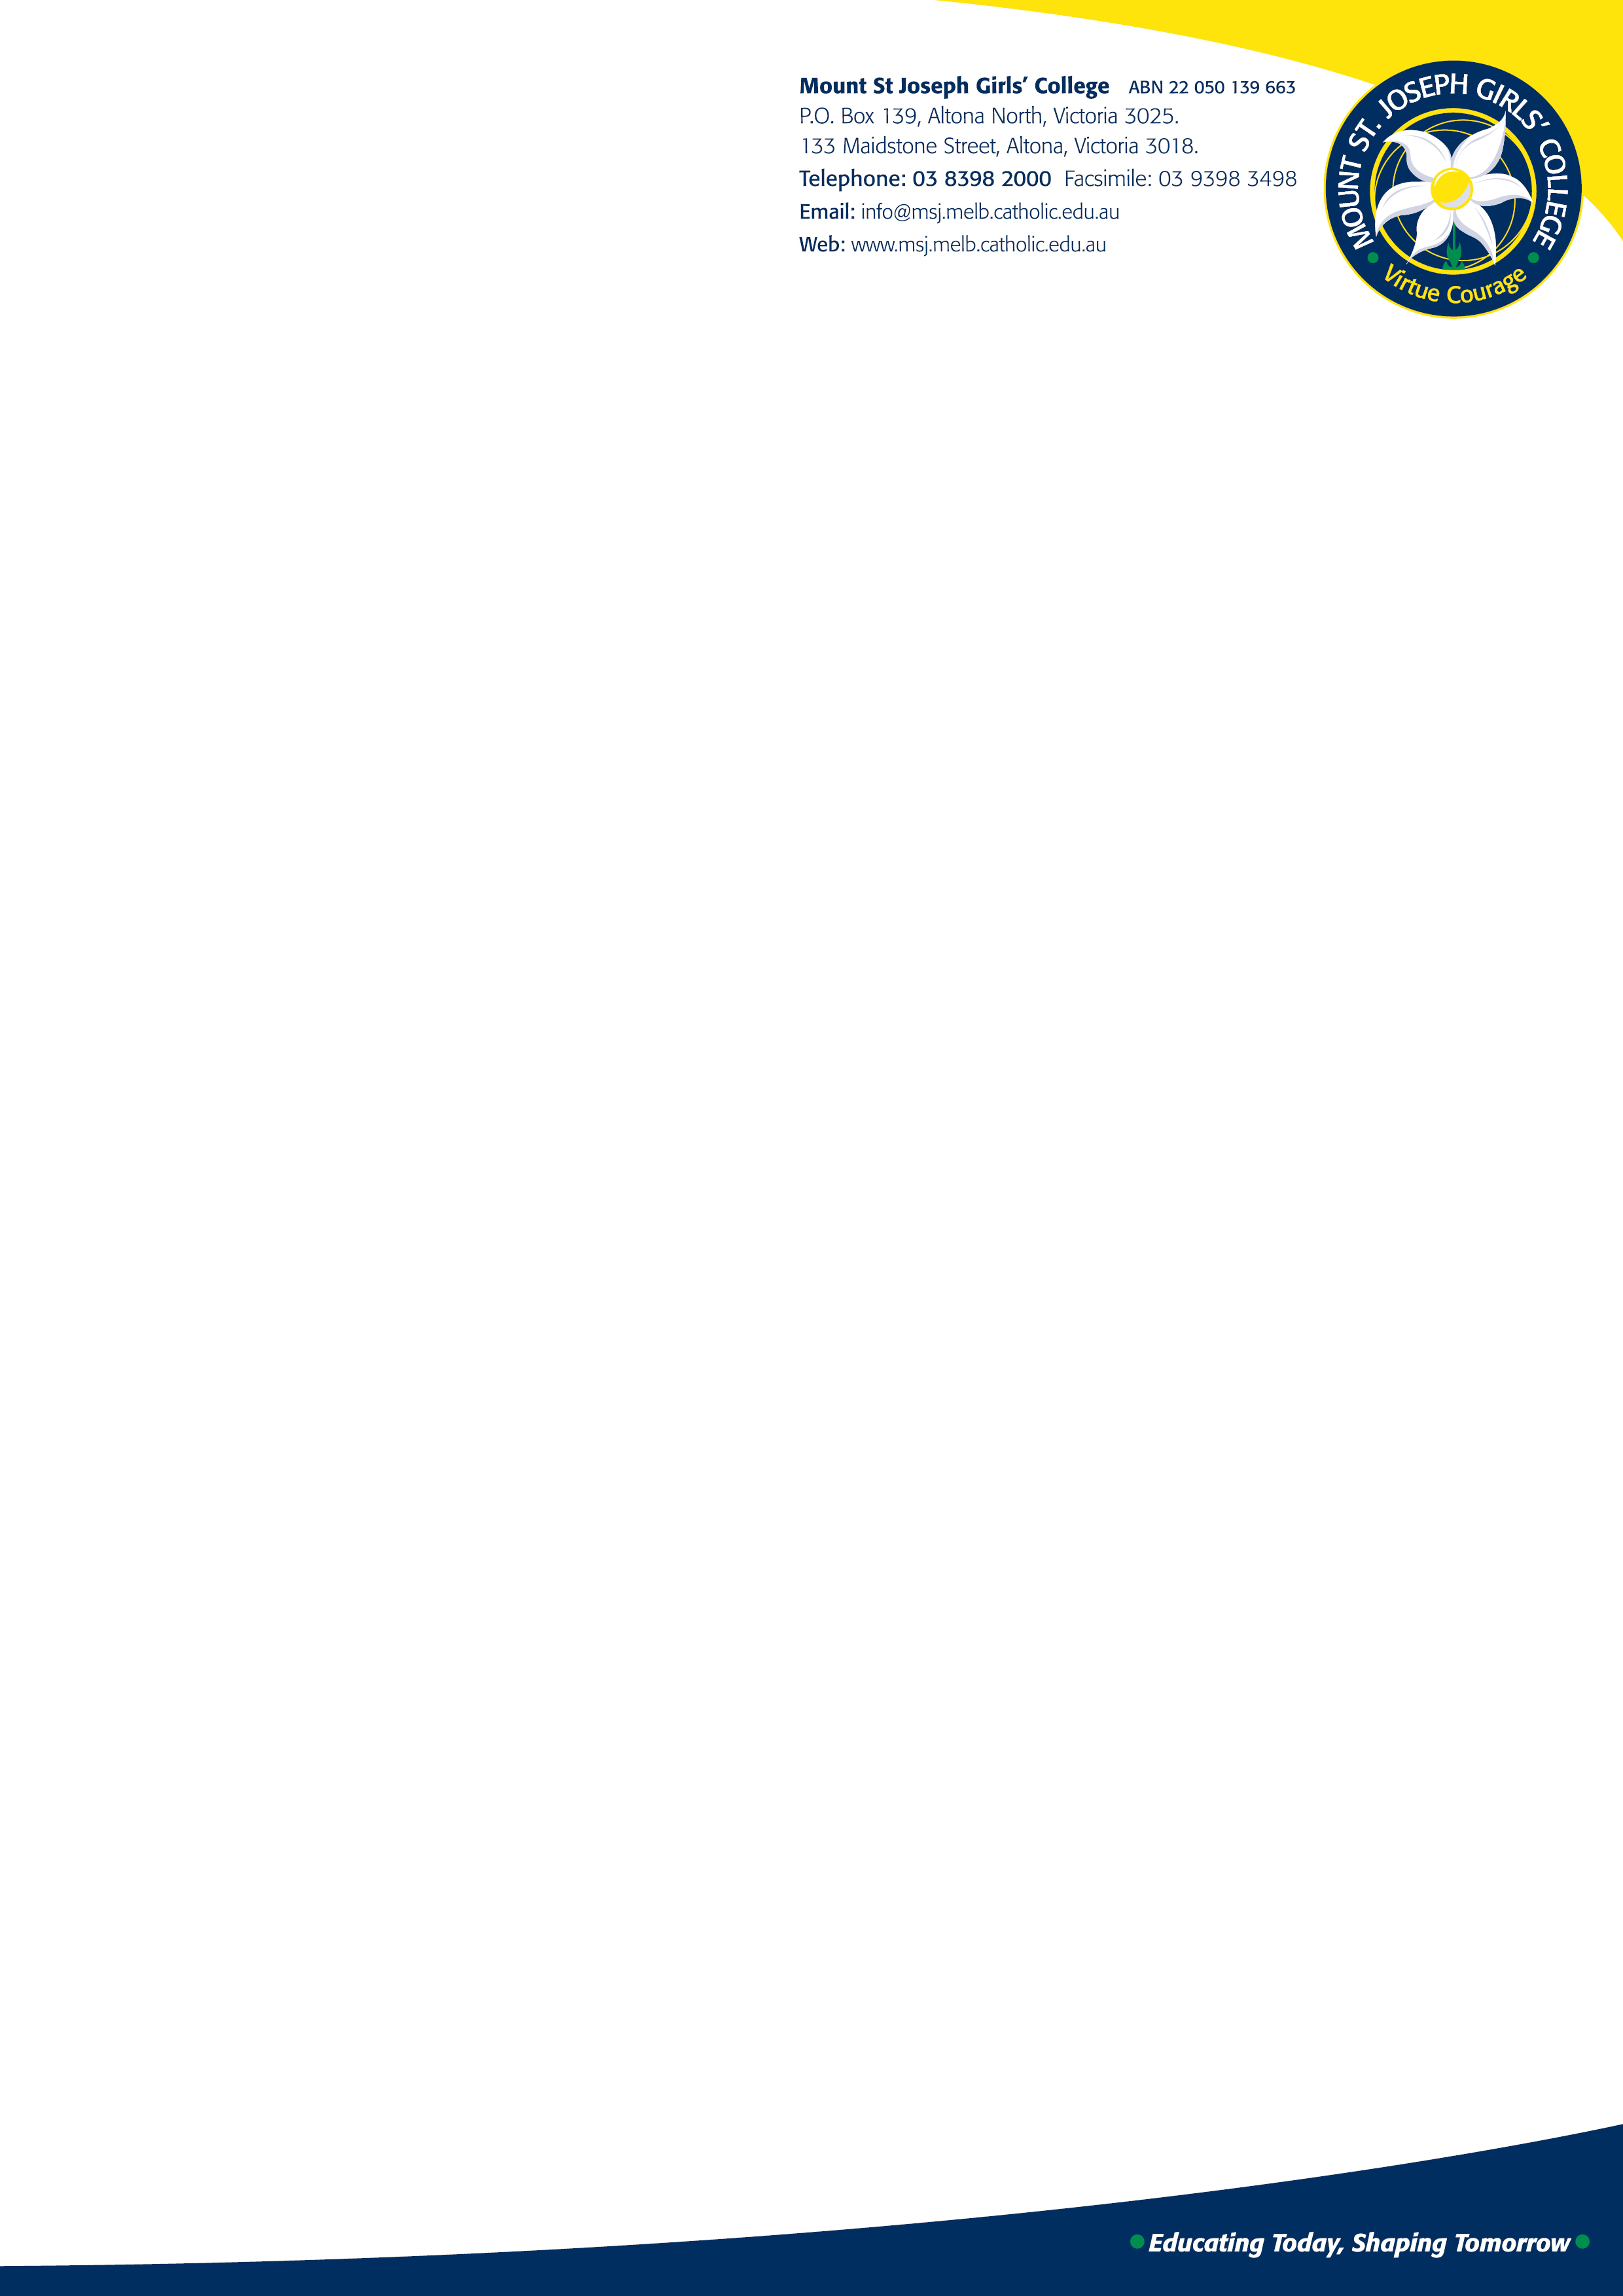 Mount St Joseph Girls’ College ABN 22 050 139 663
P.O. Box 139, Altona North, Victoria 3025.
133 Maidstone Street, Altona, Victoria 3018.
Telephone: 03 8398 2000 Facsimile: 03 9398 3498
Email: info@msj.melb.catholic.edu.au
Web: www.msj.melb.catholic.edu.au
MOUNT ST. JOSEPH GIRLS’ COLLEGE
Virtue Courage
Educating Today, Shaping Tomorrow